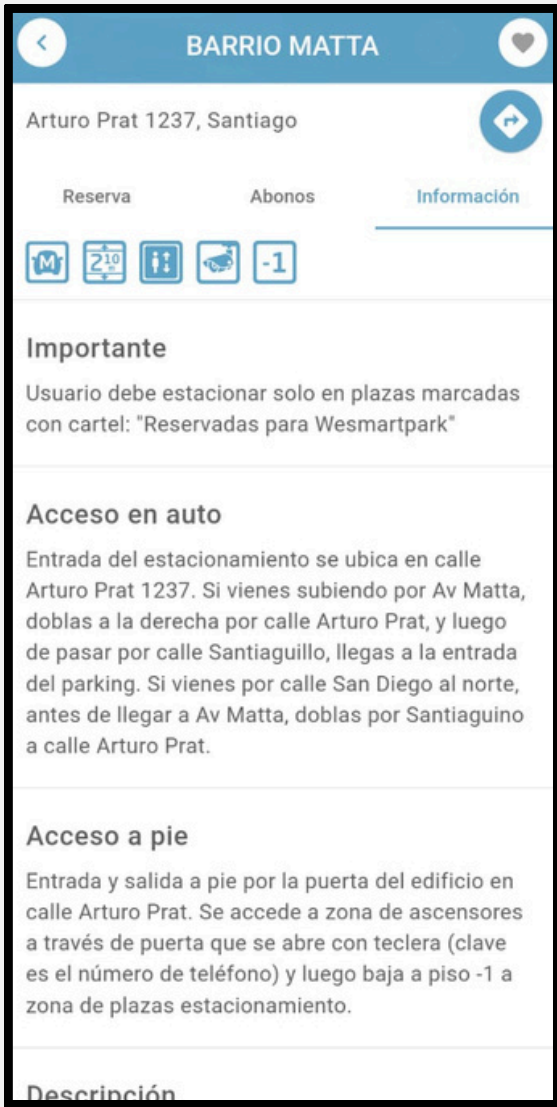 BARRIO MATTA
Arturo Prat 1237, Santiago
Reserva Abonos Información
M 2¹⁰ m -1
Importante
Usuario debe estacionar solo en plazas marcadas
con cartel: "Reservadas para Wesmartpark"
Acceso en auto
Entrada del estacionamiento se ubica en calle
Arturo Prat 1237. Si vienes subiendo por Av Matta,
doblas a la derecha por calle Arturo Prat, y luego
de pasar por calle Santiaguillo, llegas a la entrada
del parking. Si vienes por calle San Diego al norte,
antes de llegar a Av Matta, doblas por Santiaguino
a calle Arturo Prat.
Acceso a pie
Entrada y salida a pie por la puerta del edificio en
calle Arturo Prat. Se accede a zona de ascensores
a través de puerta que se abre con teclera (clave
es el número de teléfono) y luego baja a piso -1 a
zona de plazas estacionamiento.
Descripción